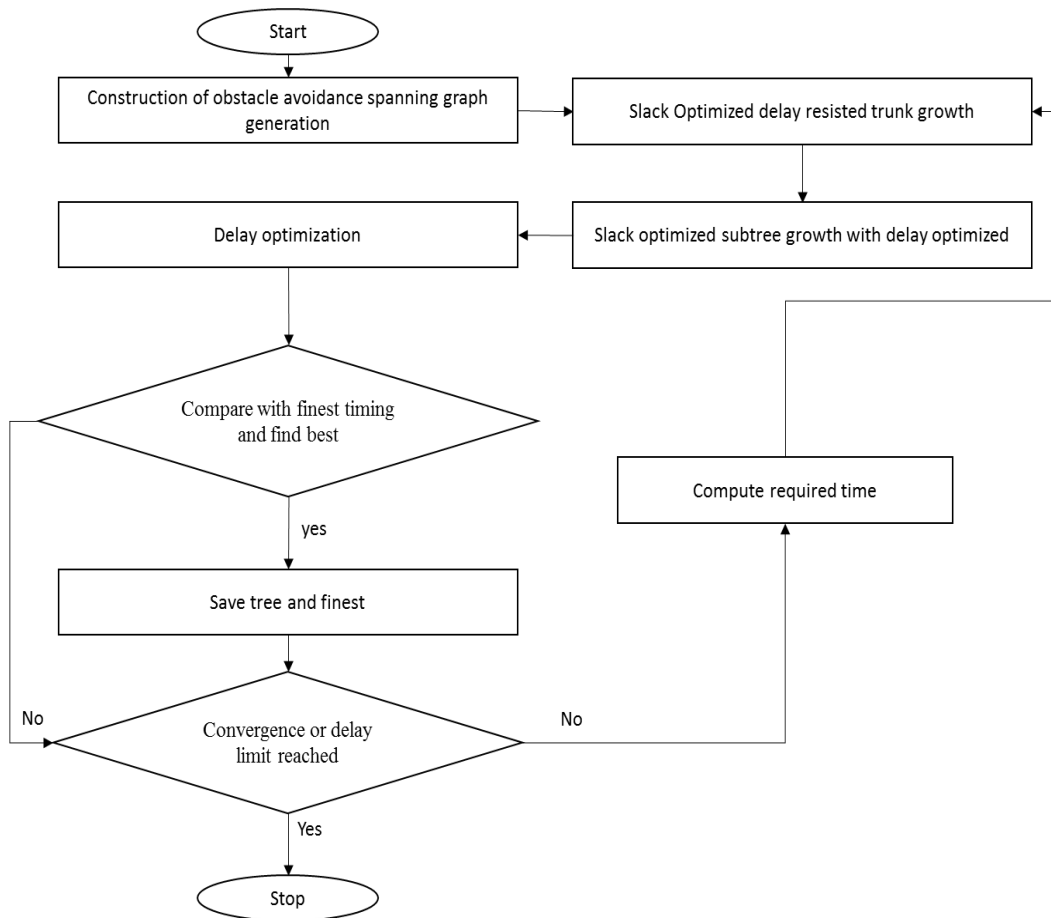 Start
Construction of obstacle avoidance spanning graph
generation
Slack Optimized delay resisted trunk growth
Delay optimization
Slack optimized subtree growth with delay optimized
Compare with finest timing
and find best
Compute required time
yes
Save tree and finest
No
Convergence or delay
limit reached
No
Yes
Stop